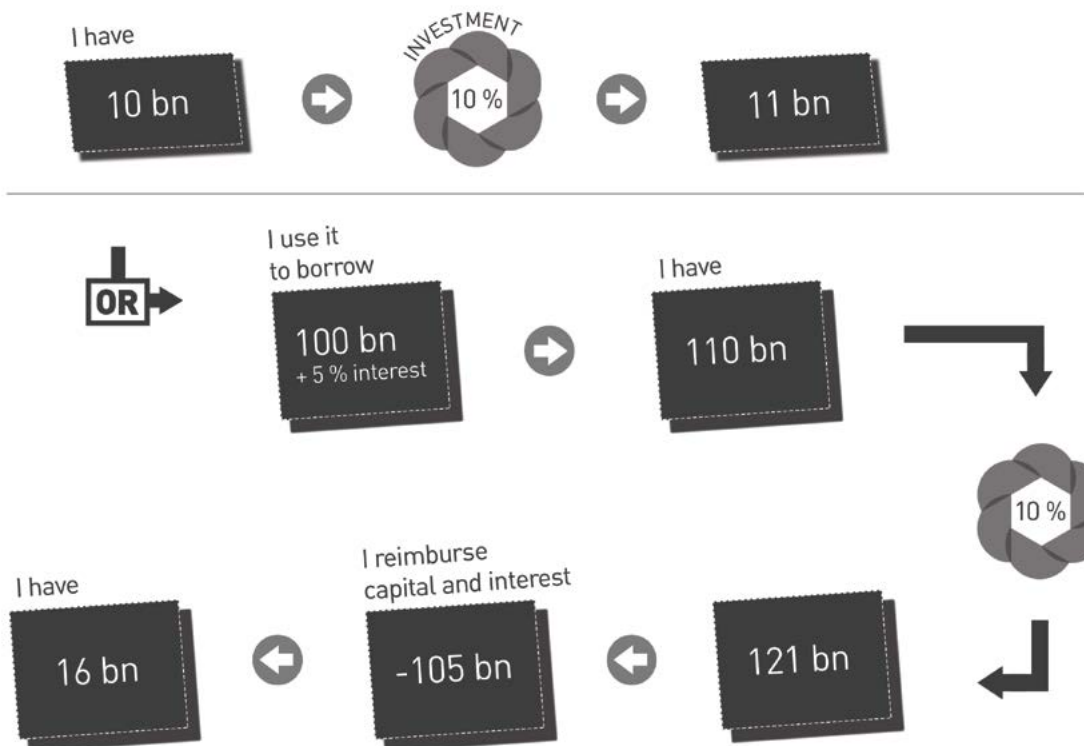 I have
10 bn
INVESTMENT
10 %
11 bn
OR
I use it
to borrow
100 bn
+ 5 % interest
I have
110 bn
10 %
121 bn
I reimburse
capital and interest
-105 bn
I have
16 bn